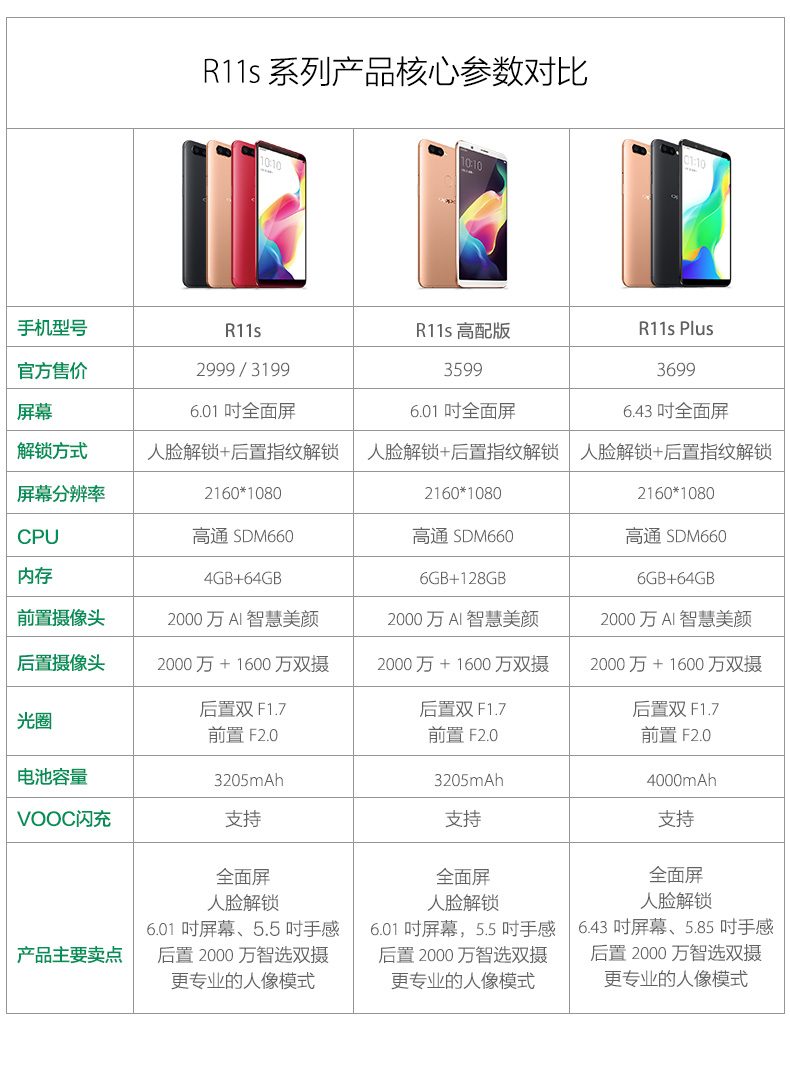 R11s 系列产品核心参数对比
10:10
10:10
01:10
手机型号 R11s R11s 高配版 R11s Plus
官方售价 2999 / 3199 3599 3699
屏幕 6.01 吋全面屏 6.01 吋全面屏 6.43 吋全面屏
解锁方式 人脸解锁+后置指纹解锁 人脸解锁+后置指纹解锁 人脸解锁+后置指纹解锁
屏幕分辨率 2160*1080 2160*1080 2160*1080
CPU 高通 SDM660 高通 SDM660 高通 SDM660
内存 4GB+64GB 6GB+128GB 6GB+64GB
前置摄像头 2000 万 AI 智慧美颜 2000 万 AI 智慧美颜 2000 万 AI 智慧美颜
后置摄像头 2000 万 + 1600 万双摄 2000 万 + 1600 万双摄 2000 万 + 1600 万双摄
光圈
后置双 F1.7
前置 F2.0
后置双 F1.7
前置 F2.0
后置双 F1.7
前置 F2.0
电池容量 3205mAh 3205mAh 4000mAh
VOOC闪充 支持 支持 支持
产品主要卖点
全面屏
人脸解锁
6.01 吋屏幕、5.5 吋手感
后置 2000 万智选双摄
更专业的人像模式
全面屏
人脸解锁
6.01 吋屏幕，5.5 吋手感
后置 2000 万智选双摄
更专业的人像模式
全面屏
人脸解锁
6.43 吋屏幕、5.85 吋手感
后置 2000 万智选双摄
更专业的人像模式